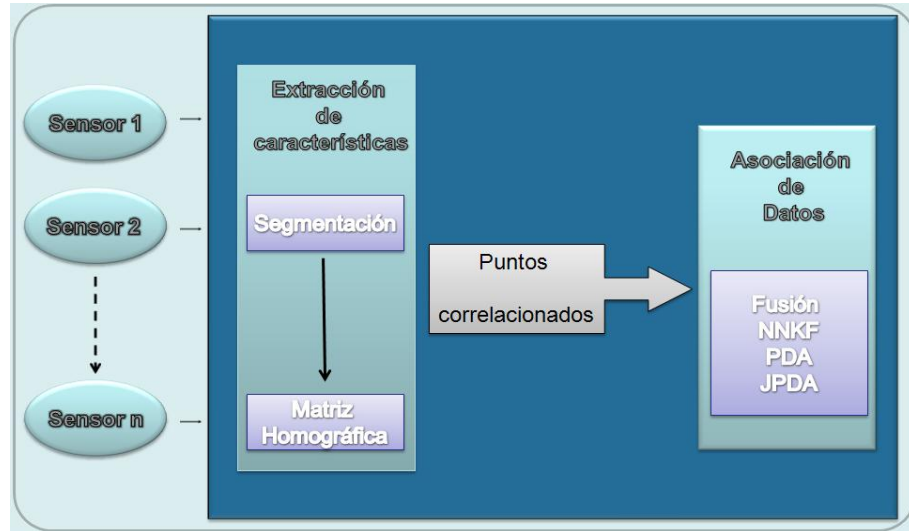 Sensor 1
Sensor 2
Sensor n
Extracción
de
características
Segmentación
Matriz
Homográfica
Puntos
correlacionados
Asociación
de
Datos
Fusión
NNKF
PDA
JPDA